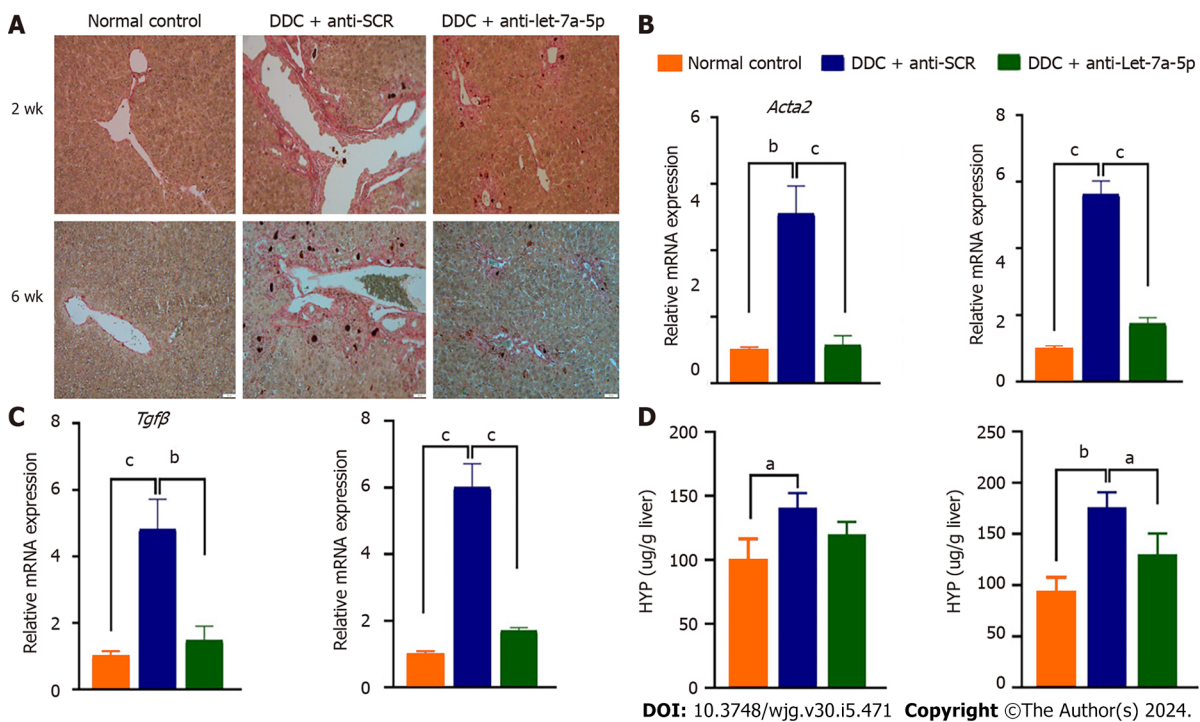 A
Normal control
DDC + anti-SCR
DDC + anti-let-7a-5p
2 wk
6 wk
B
Normal control
DDC + anti-SCR
DDC + anti-Let-7a-5p
Acta2
Relative mRNA expression
6
4
2
0
b
c
Relative mRNA expression
8
6
4
2
0
c
c
C
Tgfβ
Relative mRNA expression
8
6
4
2
0
c
b
Relative mRNA expression
8
6
4
2
0
c
c
D
HYP (ug/g liver)
200
150
100
50
0
a
HYP (ug/g liver)
250
200
150
100
50
0
b
a
DOI: 10.3748/wjg.v30.i5.471 Copyright ©The Author(s) 2024.